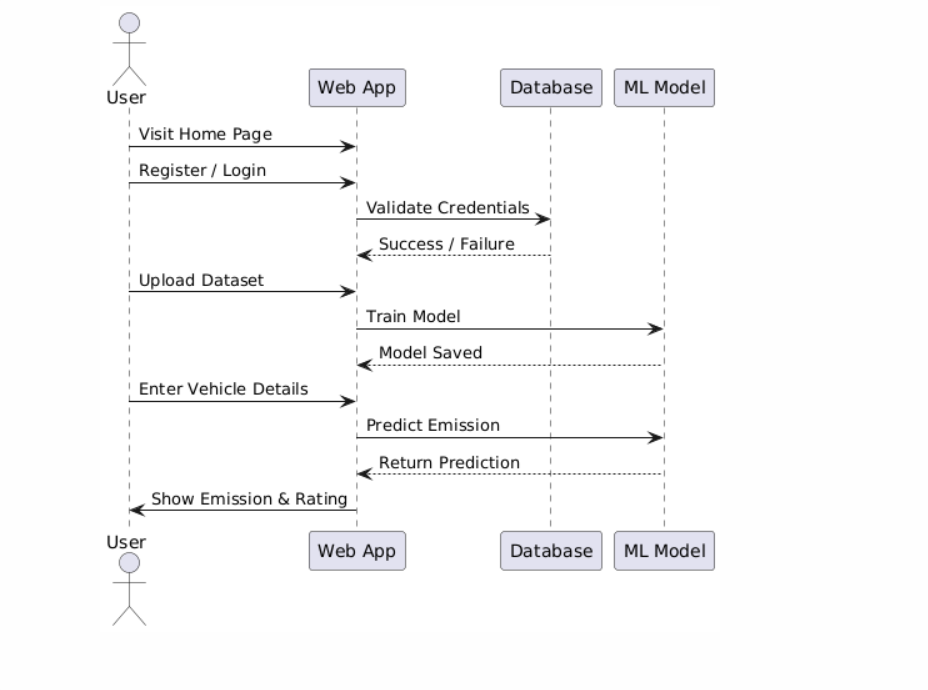 User
Web App
Database
ML Model
Visit Home Page
Register / Login
Validate Credentials
Success / Failure
Upload Dataset
Train Model
Model Saved
Enter Vehicle Details
Predict Emission
Return Prediction
Show Emission & Rating
User
Web App
Database
ML Model